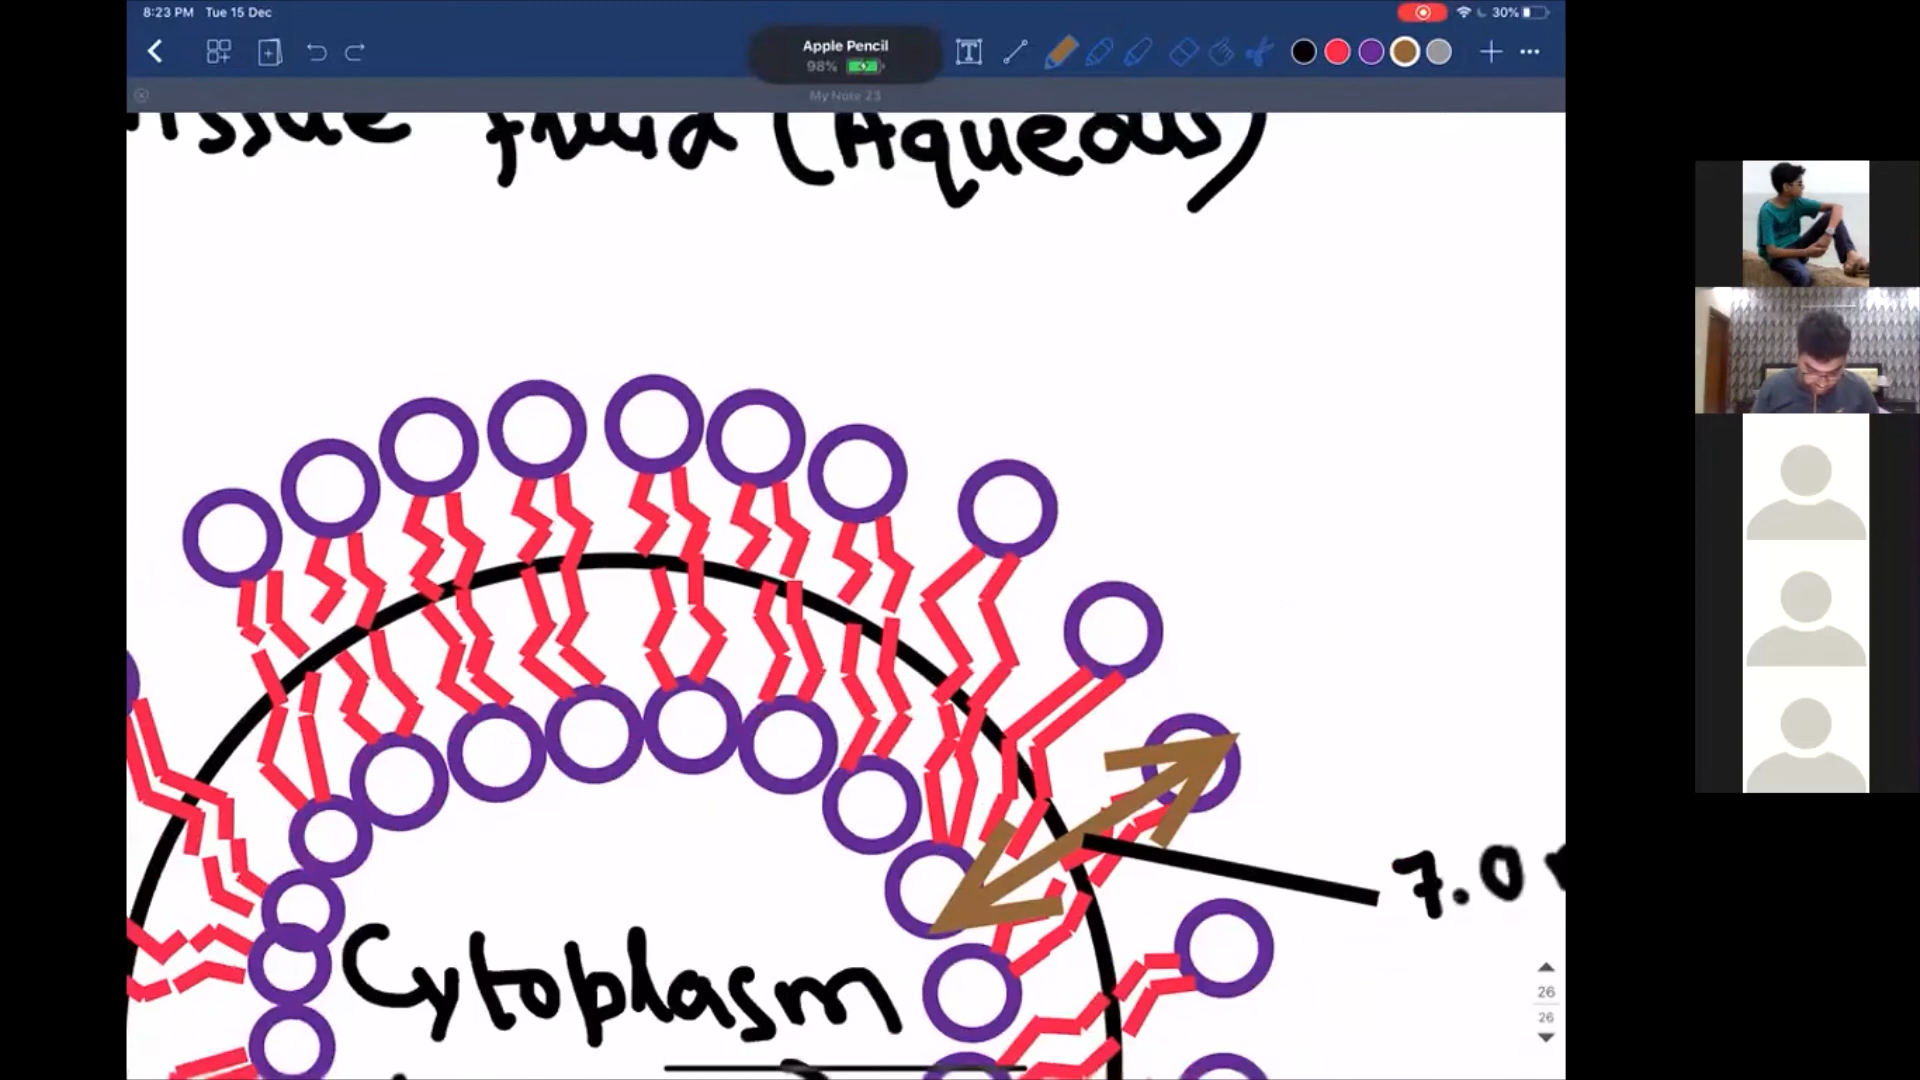 8:23 PM Tue 15 Dec
30%
Apple Pencil
98%
My Note 23
Tissue fluid (Aqueous)
7.0
Cytoplasm
26
26